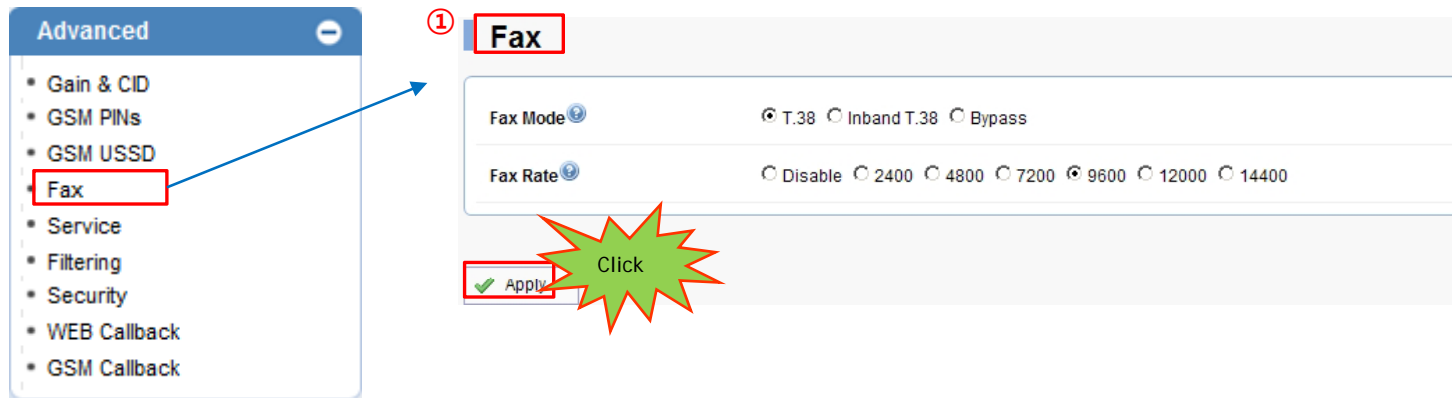 Advanced
Gain & CID
GSM PINs
GSM USSD
Fax
Service
Filtering
Security
WEB Callback
GSM Callback
① Fax
Fax Mode T.38 Inband T.38 Bypass
Fax Rate Disable 2400 4800 7200 9600 12000 14400
Apply
Click